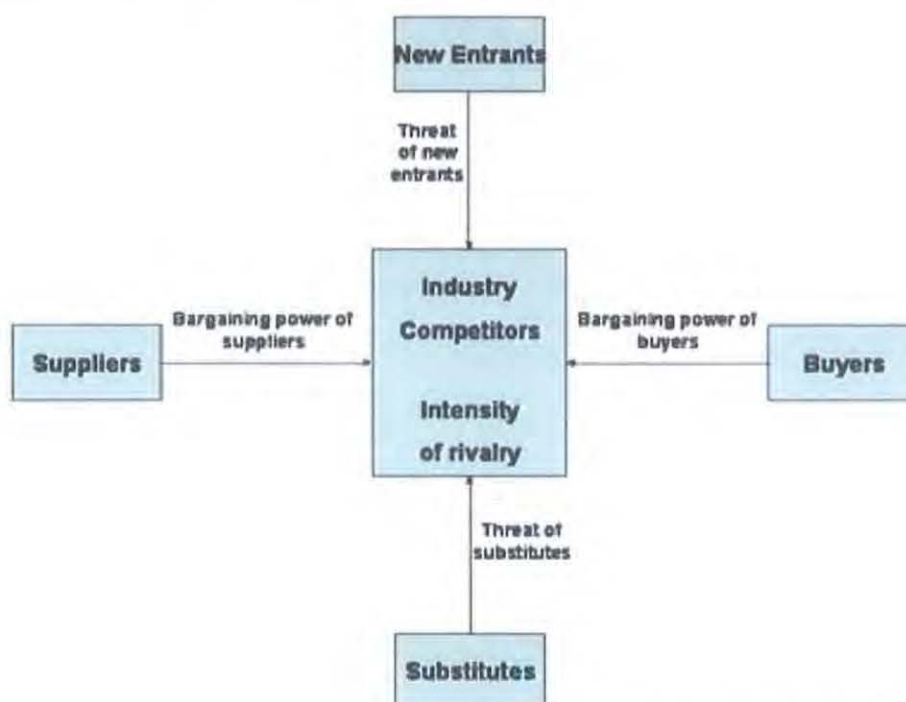 New Entrants
Threat
of new
entrants
Industry
Competitors
Intensity
of rivalry
Bargaining power of
suppliers
Suppliers
Bargaining power of
buyers
Buyers
Threat of
substitutes
Substitutes